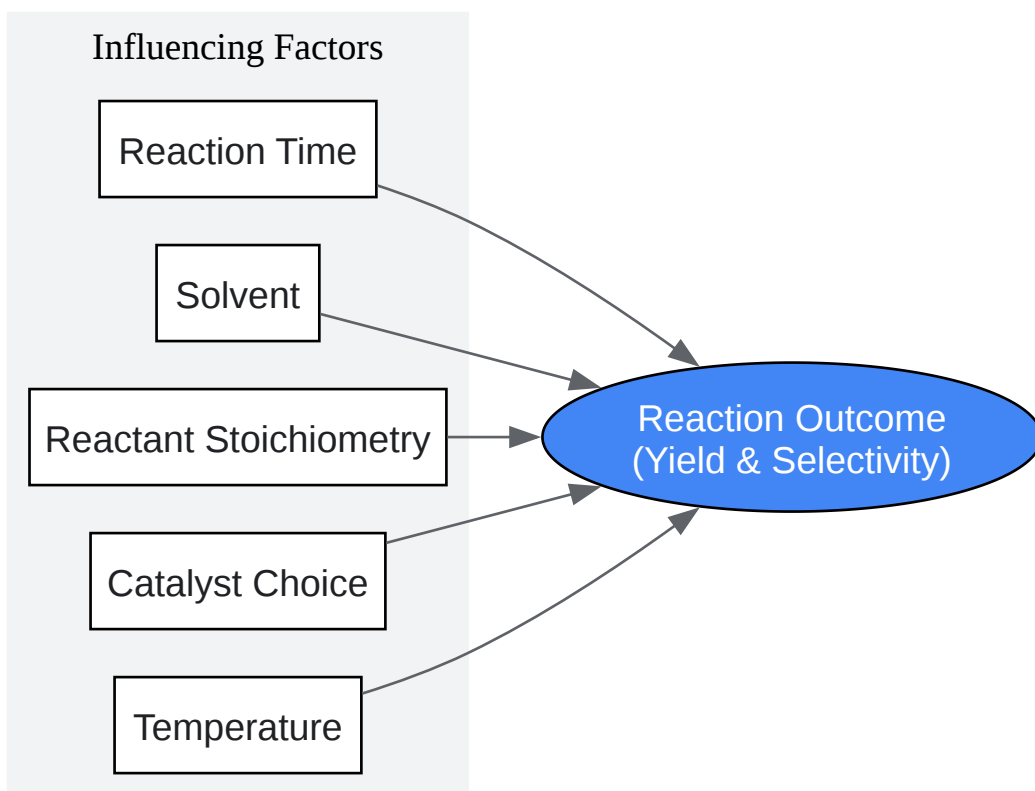 Influencing Factors
Reaction Time
Solvent
Reactant Stoichiometry
Catalyst Choice
Temperature
Reaction Outcome
(Yield & Selectivity)